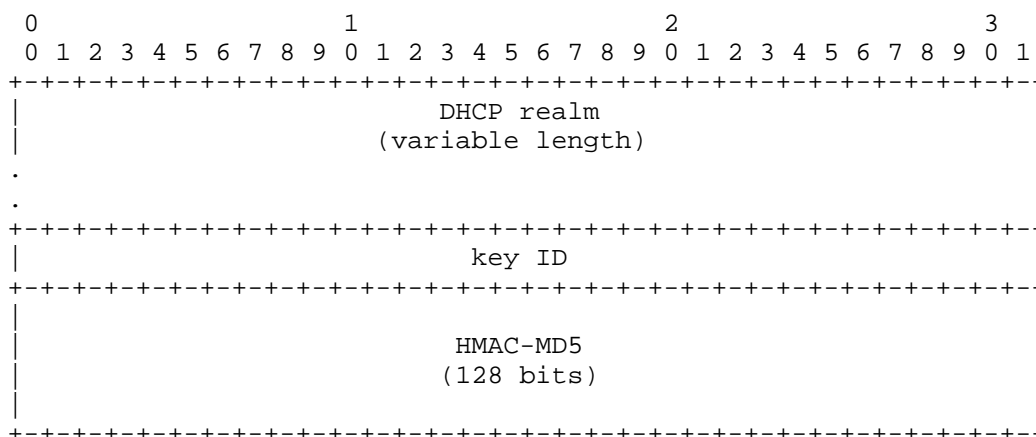 0                   1                   2                   3
 0 1 2 3 4 5 6 7 8 9 0 1 2 3 4 5 6 7 8 9 0 1 2 3 4 5 6 7 8 9 0 1
+-+-+-+-+-+-+-+-+-+-+-+-+-+-+-+-+-+-+-+-+-+-+-+-+-+-+-+-+-+-+-+-
|                          DHCP realm
|                      (variable length)
.
.
+-+-+-+-+-+-+-+-+-+-+-+-+-+-+-+-+-+-+-+-+-+-+-+-+-+-+-+-+-+-+-+-
|                            key ID
+-+-+-+-+-+-+-+-+-+-+-+-+-+-+-+-+-+-+-+-+-+-+-+-+-+-+-+-+-+-+-+-
|
|                           HMAC-MD5
|                          (128 bits)
|
+-+-+-+-+-+-+-+-+-+-+-+-+-+-+-+-+-+-+-+-+-+-+-+-+-+-+-+-+-+-+-+-